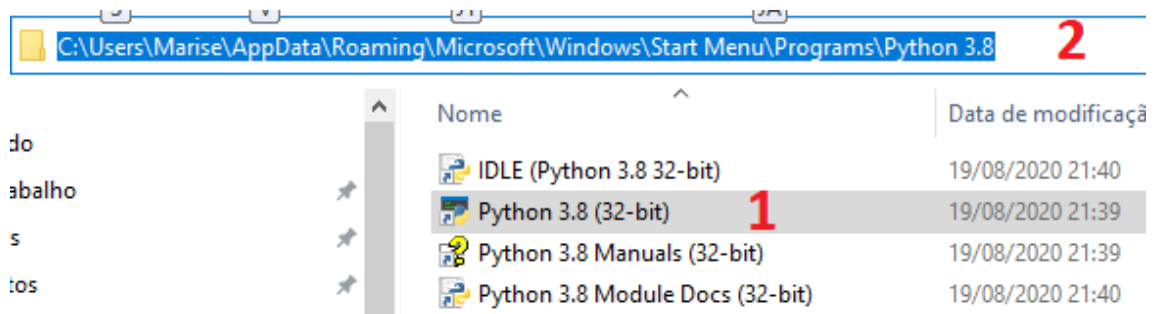 C:\Users\Marise\AppData\Roaming\Microsoft\Windows\Start Menu\Programs\Python 3.8 2
Nome Data de modificaçã
do
abalho
s
tos
IDLE (Python 3.8 32-bit) 19/08/2020 21:40
Python 3.8 (32-bit) 1 19/08/2020 21:39
Python 3.8 Manuals (32-bit) 19/08/2020 21:39
Python 3.8 Module Docs (32-bit) 19/08/2020 21:40